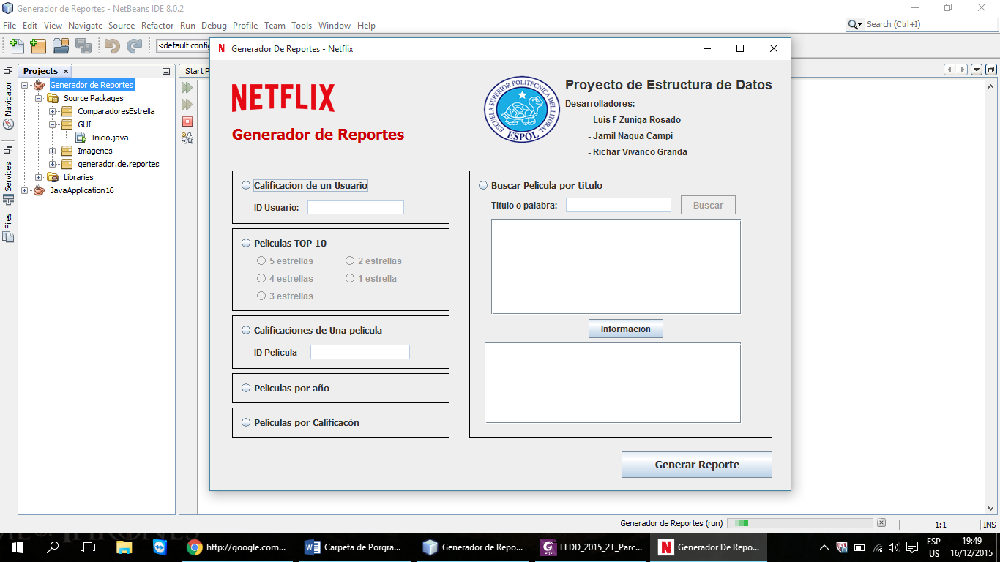 Generador de Reportes - NetBeans IDE 8.0.2
File Edit View Navigate Source Refactor Run Debug Profile Team Tools Window Help
Search (Ctrl+I)
<default config
Generador De Reportes - Netflix
Projects
Start P
Navigator
Services
Files
Generador de Reportes
Source Packages
ComparadoresEstrella
GUI
Inicio.java
Imagenes
generador.de.reportes
Libraries
JavaApplication16
NETFLIX
Generador de Reportes
ESCUELA SUPERIOR POLITECNICA DEL LITORAL
ESPOL
Proyecto de Estructura de Datos
Desarrolladores:
- Luis F Zuniga Rosado
- Jamil Nagua Campi
- Richar Vivanco Granda
Calificacion de un Usuario
ID Usuario:
Peliculas TOP 10
5 estrellas 2 estrellas
4 estrellas 1 estrella
3 estrellas
Calificaciones de Una pelicula
ID Pelicula
Peliculas por año
Peliculas por Calificacón
Buscar Pelicula por titulo
Titulo o palabra: Buscar
Informacion
Generar Reporte
Generador de Reportes (run)
1:1 INS
http://google.com...
Carpeta de Porgra...
Generador de Repo...
EEDD_2015_2T_Parc...
Generador De Repo...
ESP
US
19:49
16/12/2015